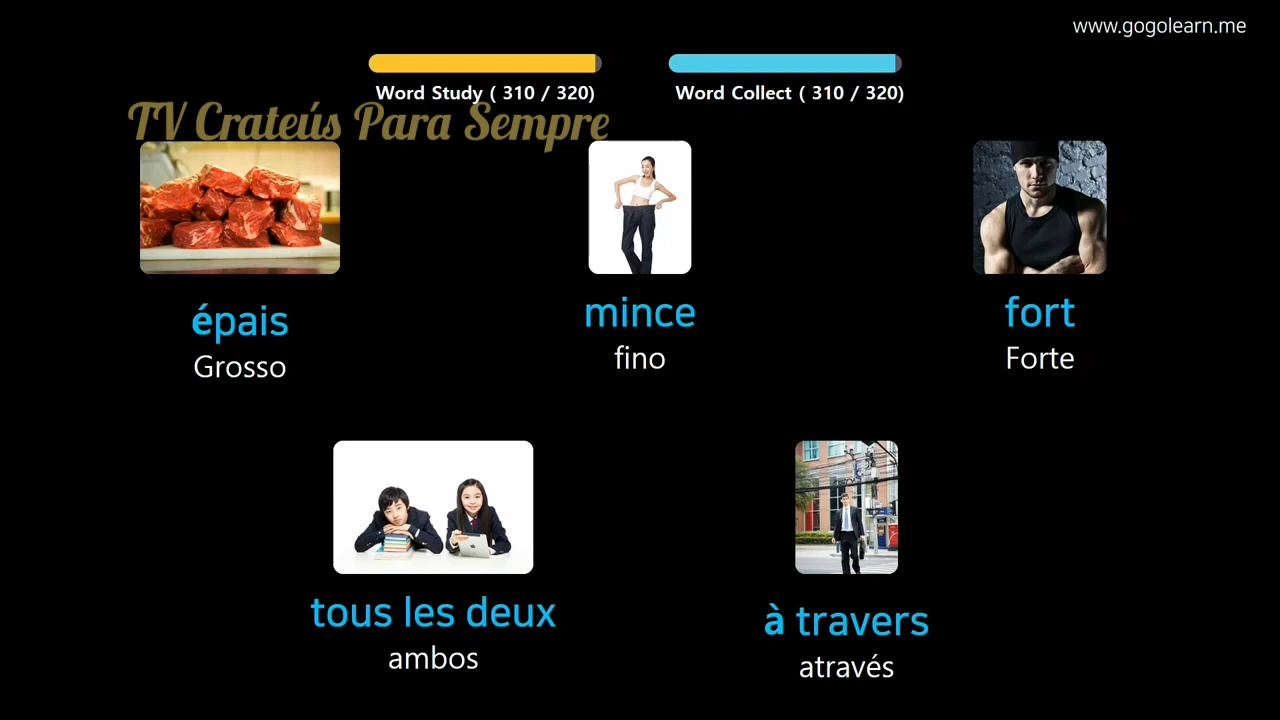 www.gogolearn.me
Word Study ( 310 / 320)
Word Collect ( 310 / 320)
TV Crateús Para Sempre
épais
Grosso
mince
fino
fort
Forte
tous les deux
ambos
à travers
através